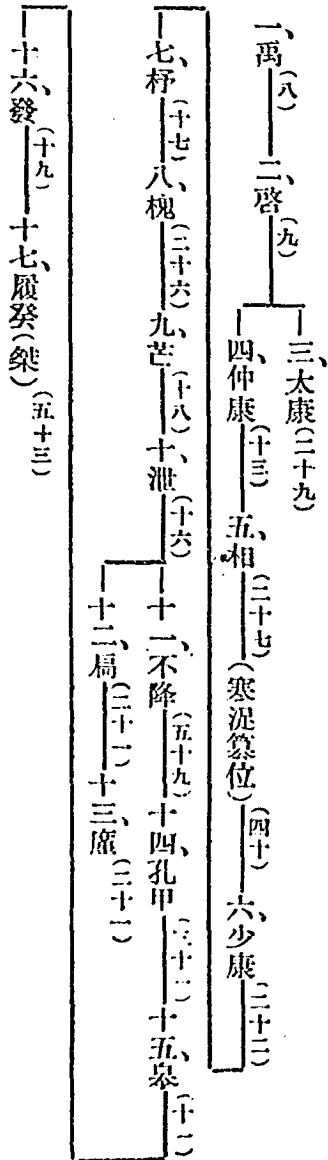 一、禹(八)二、啓(九)
三、太康(二十九)
四、仲康(十三)五、相(二十七)(寒浞篡位)(四十)六、少康(二十二)
七、杼(十七)八、槐(二十六)九、芒(十八)十、泄(十六)
十一、不降(五十九)十四、孔甲(三十一)十五、皋(十一)
十二、扃(二十一)十三、廑(二十一)
十六、發(十九)十七、履癸(桀)(五十三)